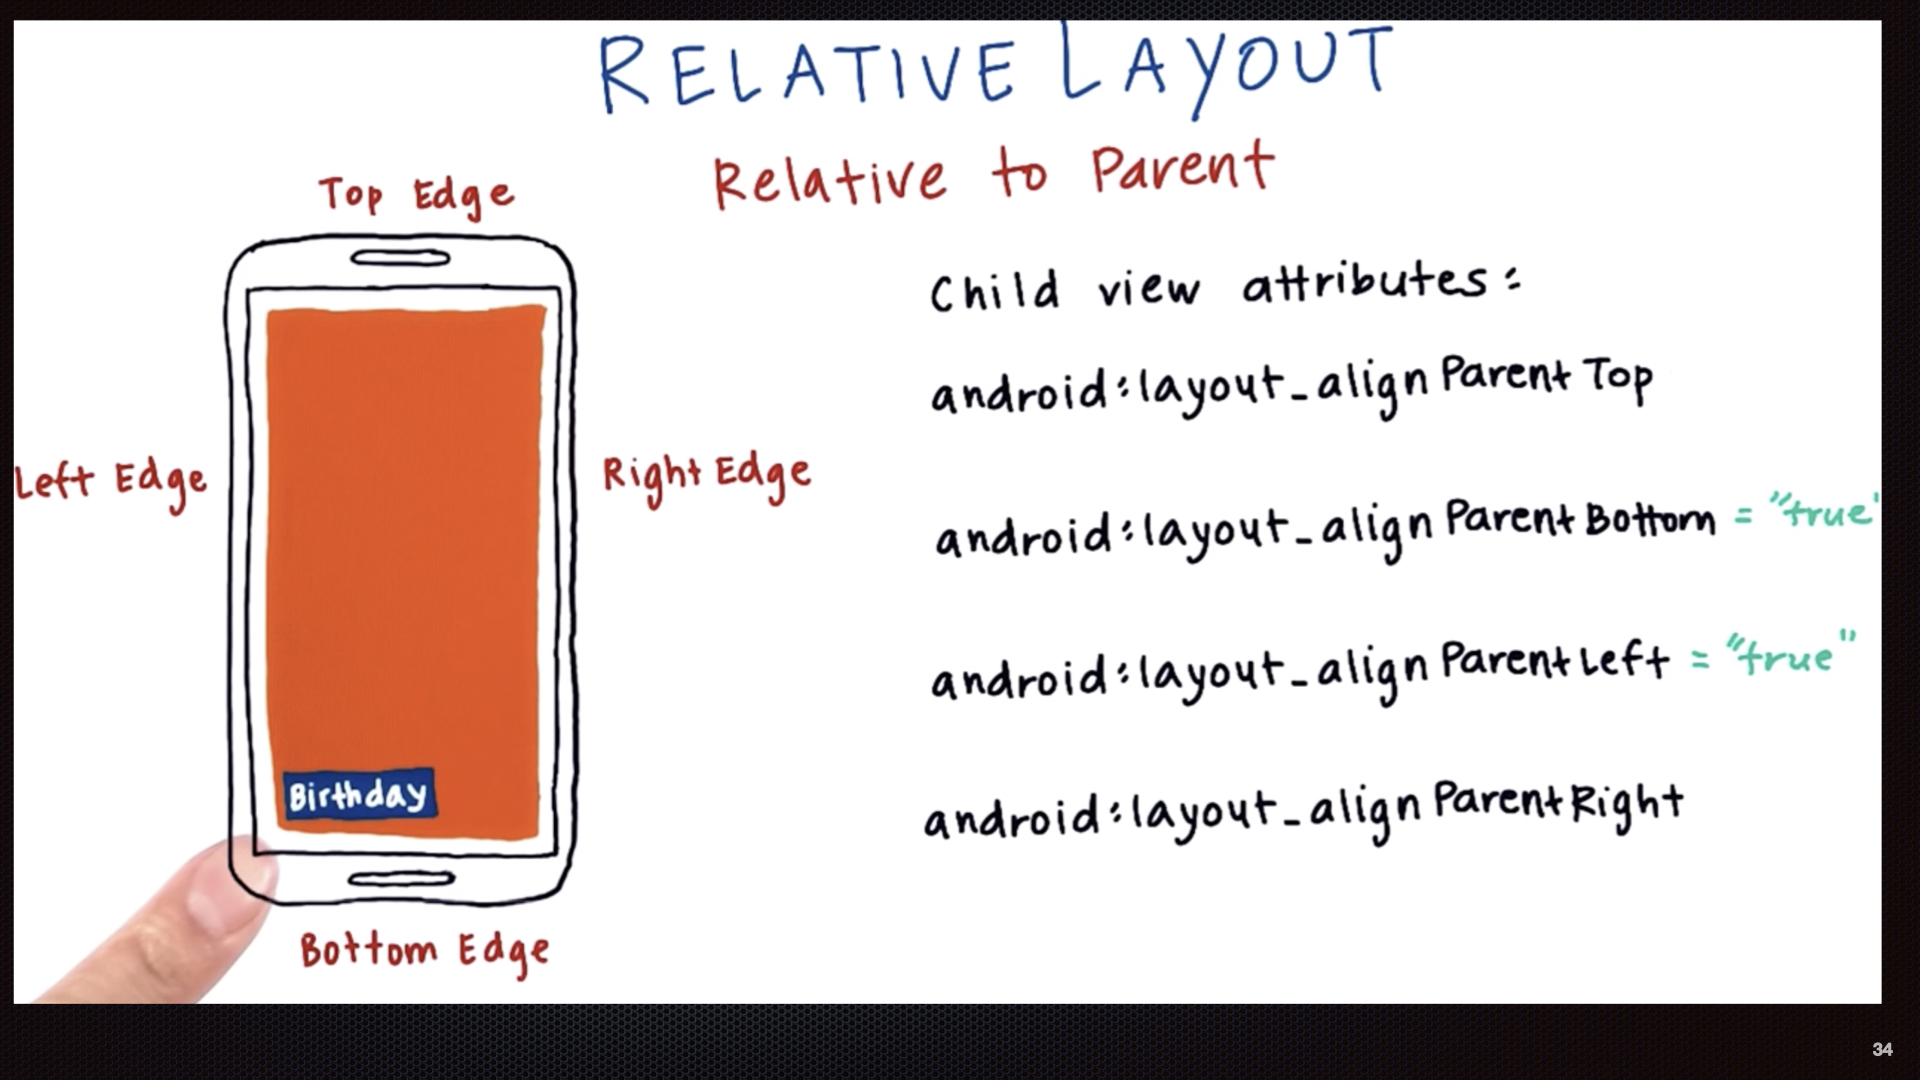 RELATIVE LAYOUT
Relative to Parent
Top Edge
Left Edge
Right Edge
Birthday
Bottom Edge
Child view attributes:
android:layout_alignParentTop
android:layout_alignParentBottom = "true"
android:layout_alignParentLeft = "true"
android:layout_alignParentRight
34